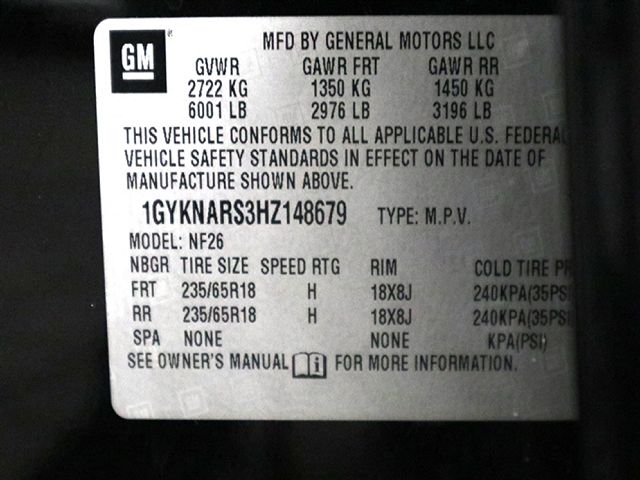 GM ®
MFD BY GENERAL MOTORS LLC
GVWR GAWR FRT GAWR RR
2722 KG 1350 KG 1450 KG
6001 LB 2976 LB 3196 LB
THIS VEHICLE CONFORMS TO ALL APPLICABLE U.S. FEDERAL
VEHICLE SAFETY STANDARDS IN EFFECT ON THE DATE OF
MANUFACTURE SHOWN ABOVE.
1GYKNARS3HZ148679 TYPE: M.P.V.
MODEL: NF26
NBGR TIRE SIZE SPEED RTG RIM COLD TIRE PR
FRT 235/65R18 H 18X8J 240KPA(35PSI
RR 235/65R18 H 18X8J 240KPA(35PSI
SPA NONE NONE KPA(PSI)
SEE OWNER'S MANUAL FOR MORE INFORMATION.